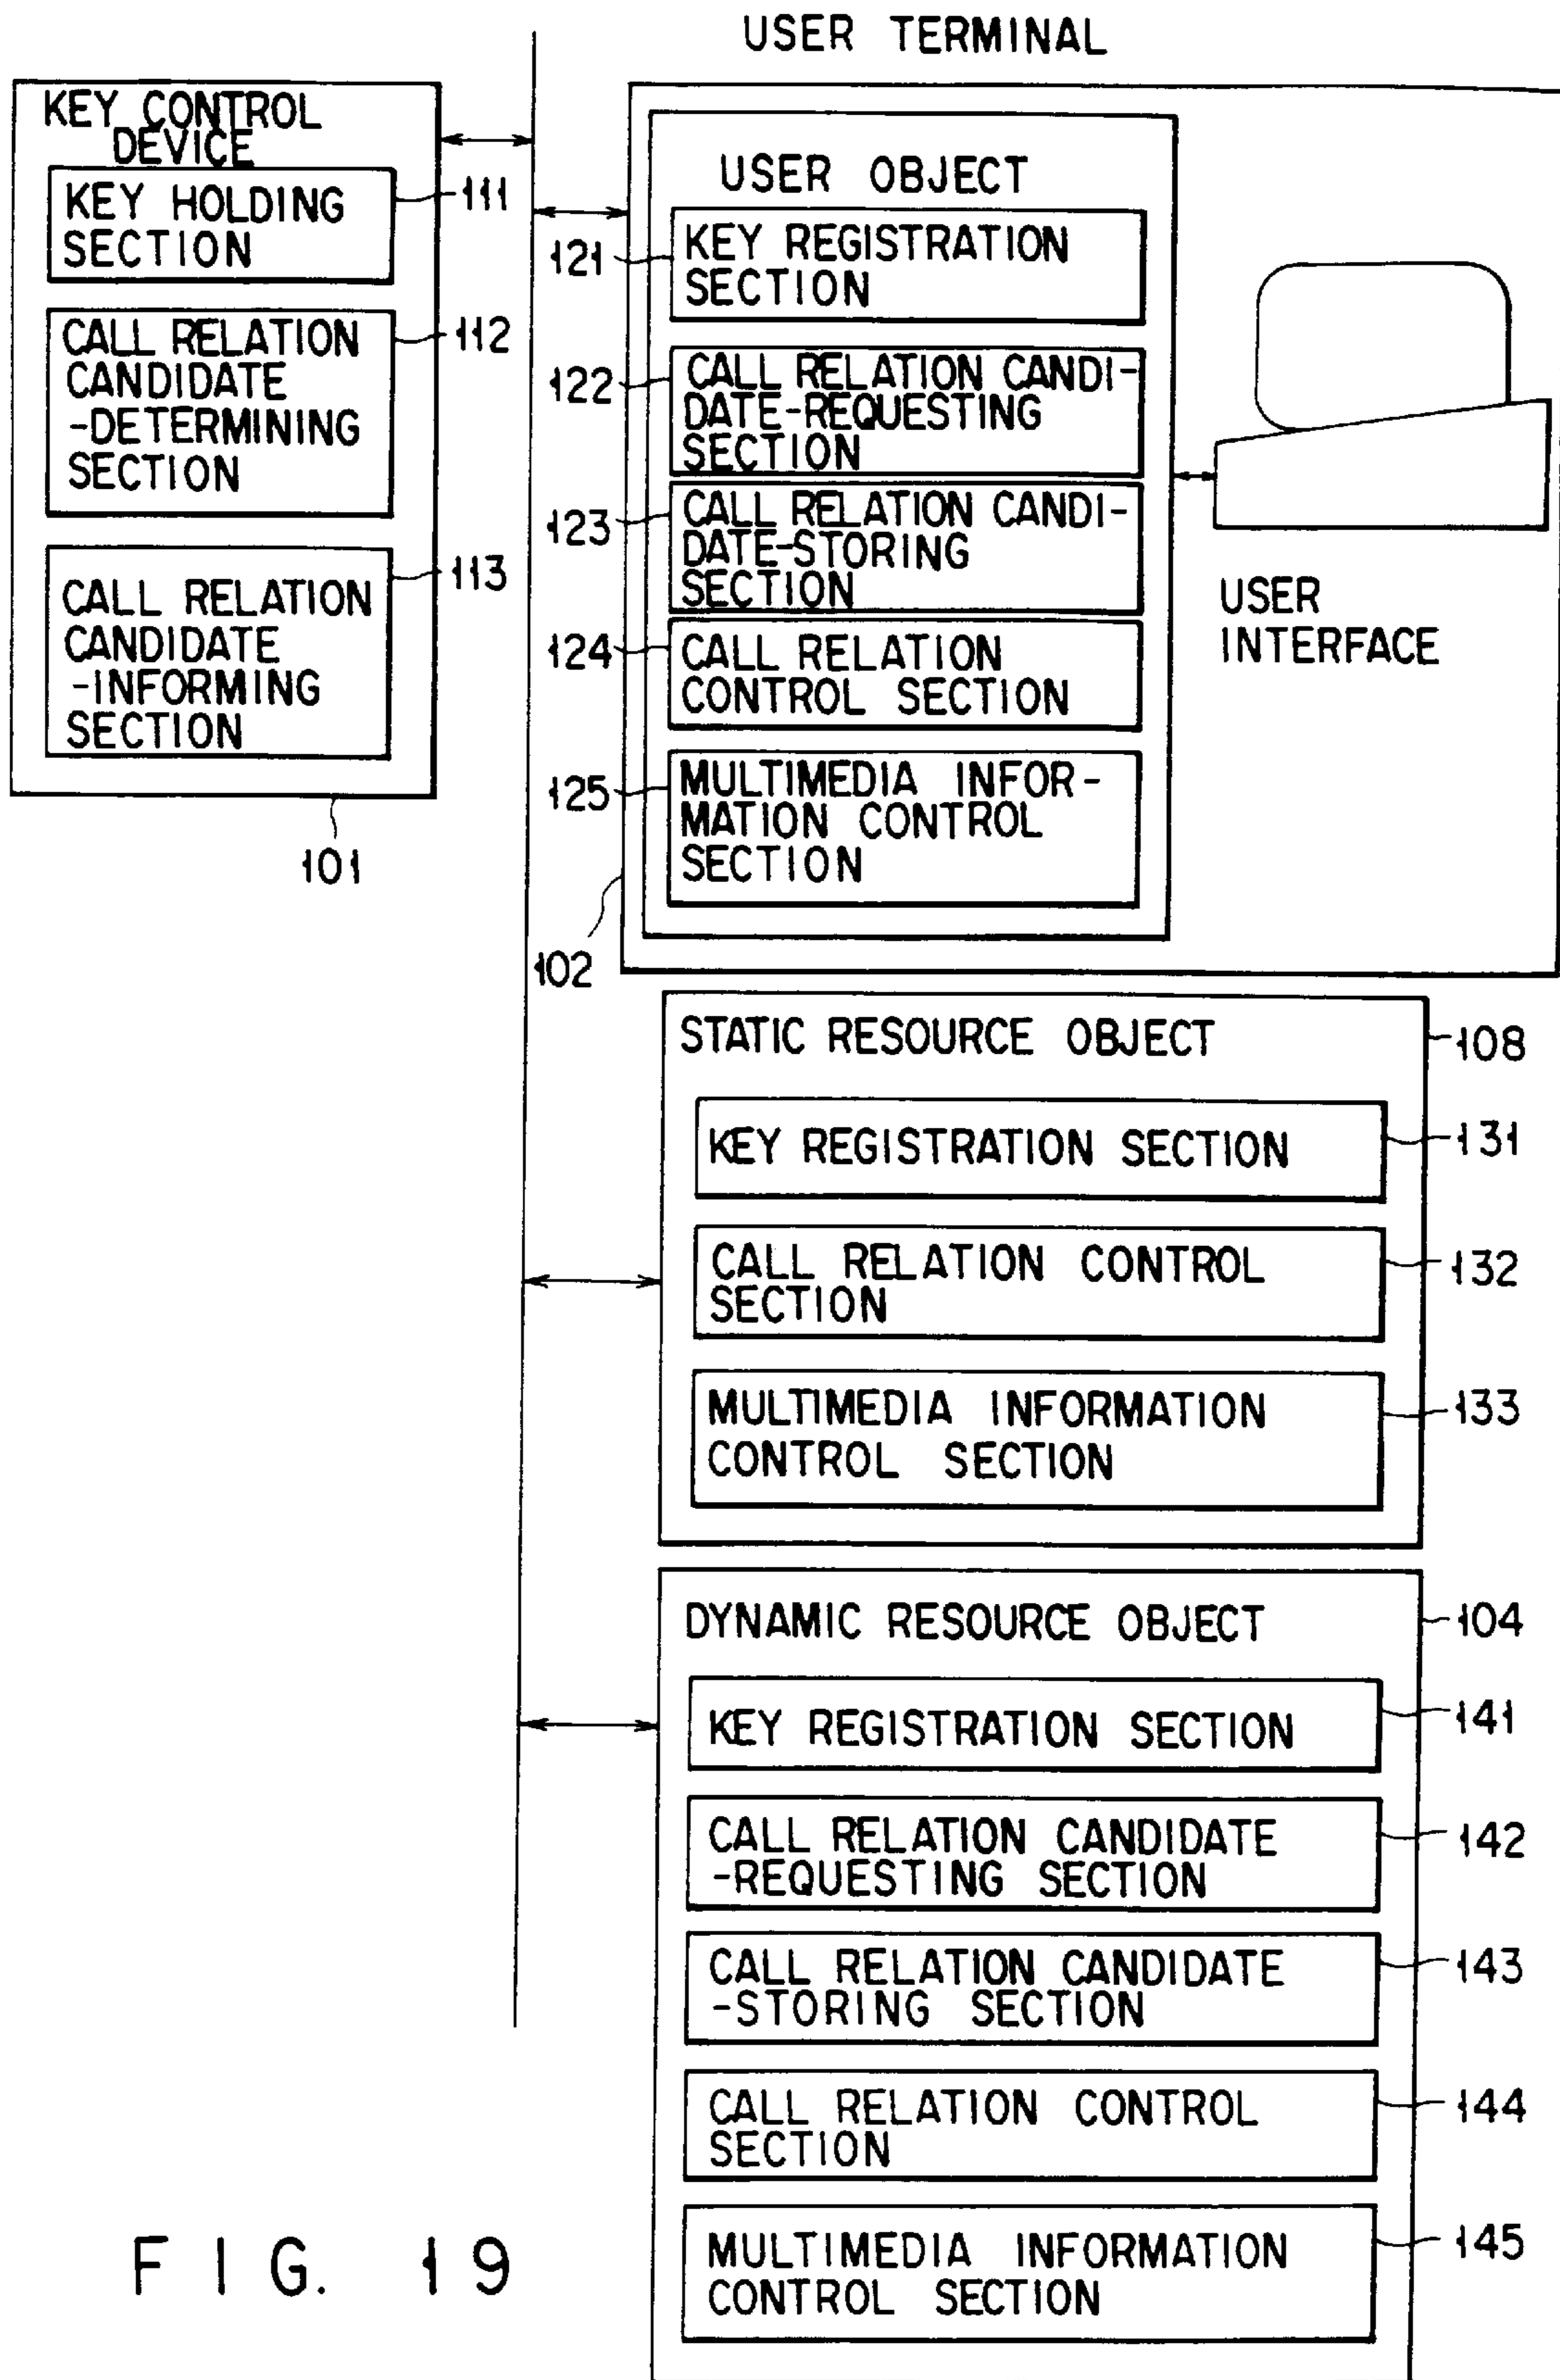 USER TERMINAL
KEY CONTROL
DEVICE
KEY HOLDING
SECTION
111
CALL RELATION
CANDIDATE
-DETERMINING
SECTION
112
CALL RELATION
CANDIDATE
-INFORMING
SECTION
113
101
USER OBJECT
121
KEY REGISTRATION
SECTION
122
CALL RELATION CANDI-
DATE-REQUESTING
SECTION
123
CALL RELATION CANDI-
DATE-STORING
SECTION
124
CALL RELATION
CONTROL SECTION
125
MULTIMEDIA INFOR-
MATION CONTROL
SECTION
102
USER
INTERFACE
STATIC RESOURCE OBJECT
108
KEY REGISTRATION SECTION
131
CALL RELATION CONTROL
SECTION
132
MULTIMEDIA INFORMATION
CONTROL SECTION
133
DYNAMIC RESOURCE OBJECT
104
KEY REGISTRATION SECTION
141
CALL RELATION CANDIDATE
-REQUESTING SECTION
142
CALL RELATION CANDIDATE
-STORING SECTION
143
CALL RELATION CONTROL
SECTION
144
MULTIMEDIA INFORMATION
CONTROL SECTION
145
FIG. 19